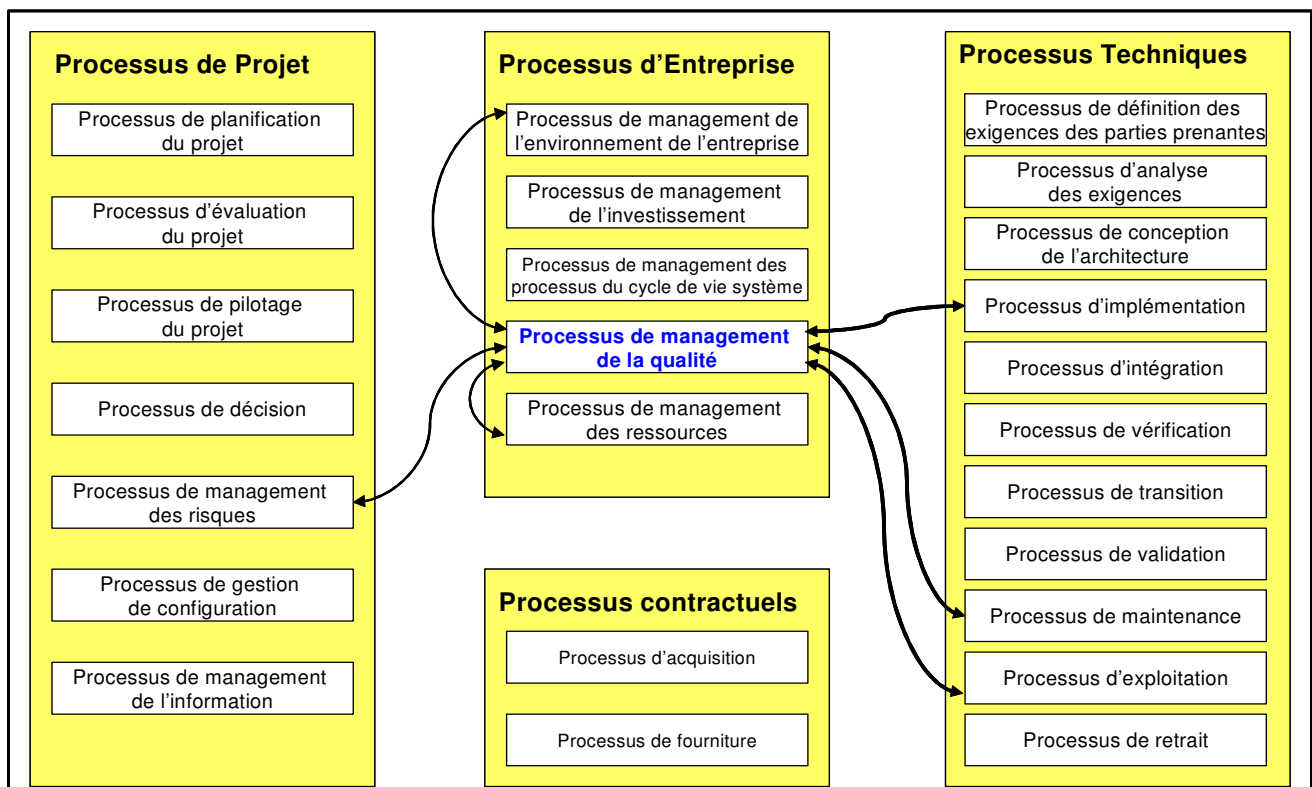 Processus de Projet
Processus de planification
du projet
Processus d'évaluation
du projet
Processus de pilotage
du projet
Processus de décision
Processus de management
des risques
Processus de gestion
de configuration
Processus de management
de l'information
Processus d'Entreprise
Processus de management de
l'environnement de l'entreprise
Processus de management
de l'investissement
Processus de management des
processus du cycle de vie système
Processus de management
de la qualité
Processus de management
des ressources
Processus contractuels
Processus d'acquisition
Processus de fourniture
Processus Techniques
Processus de définition des
exigences des parties prenantes
Processus d'analyse
des exigences
Processus de conception
de l'architecture
Processus d'implémentation
Processus d'intégration
Processus de vérification
Processus de transition
Processus de validation
Processus de maintenance
Processus d'exploitation
Processus de retrait